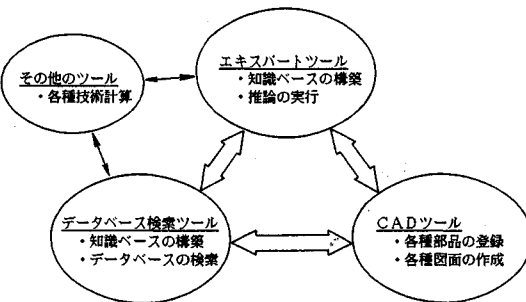 エキスパートツール
・知識ベースの構築
・推論の実行
その他のツール
・各種技術計算
データベース検索ツール
・知識ベースの構築
・データベースの検索
CADツール
・各種部品の登録
・各種図面の作成